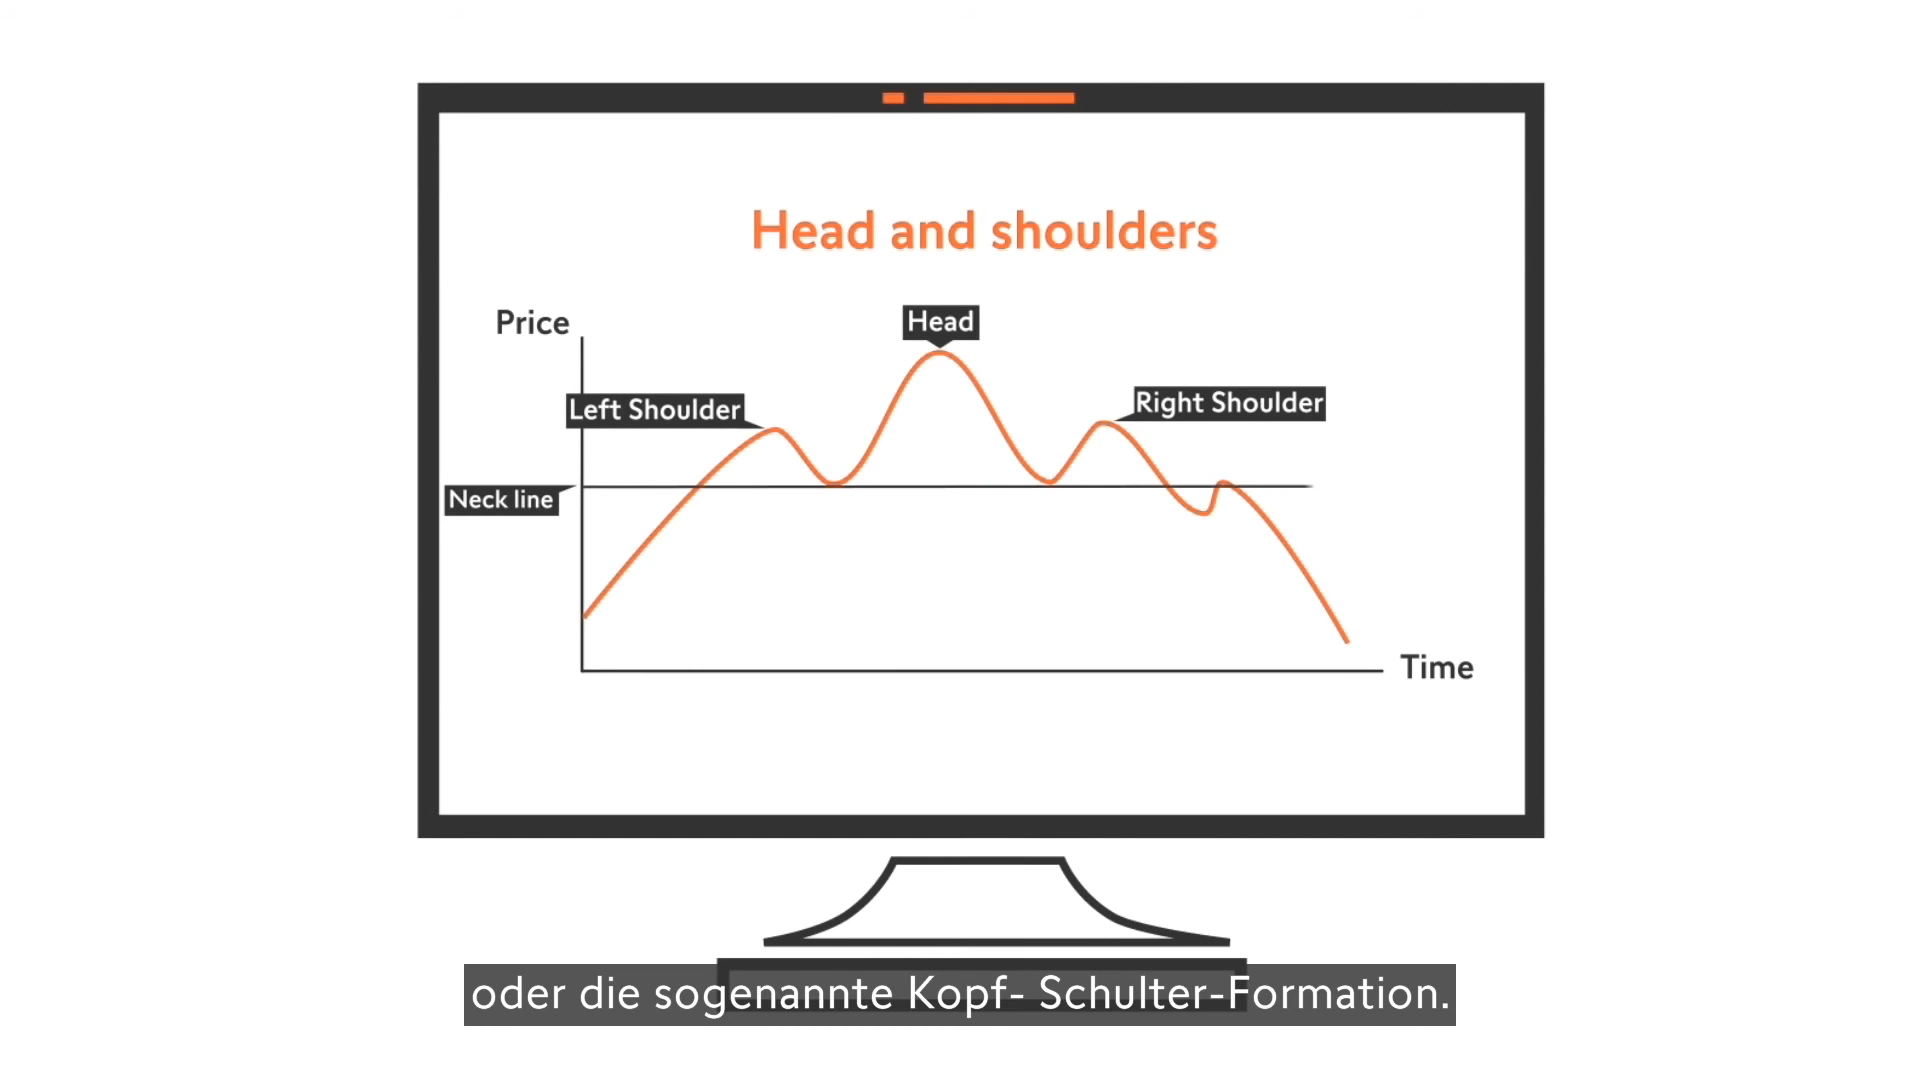 Head and shoulders
Price
Head
Left Shoulder
Right Shoulder
Neck line
Time
oder die sogenannte Kopf- Schulter-Formation.